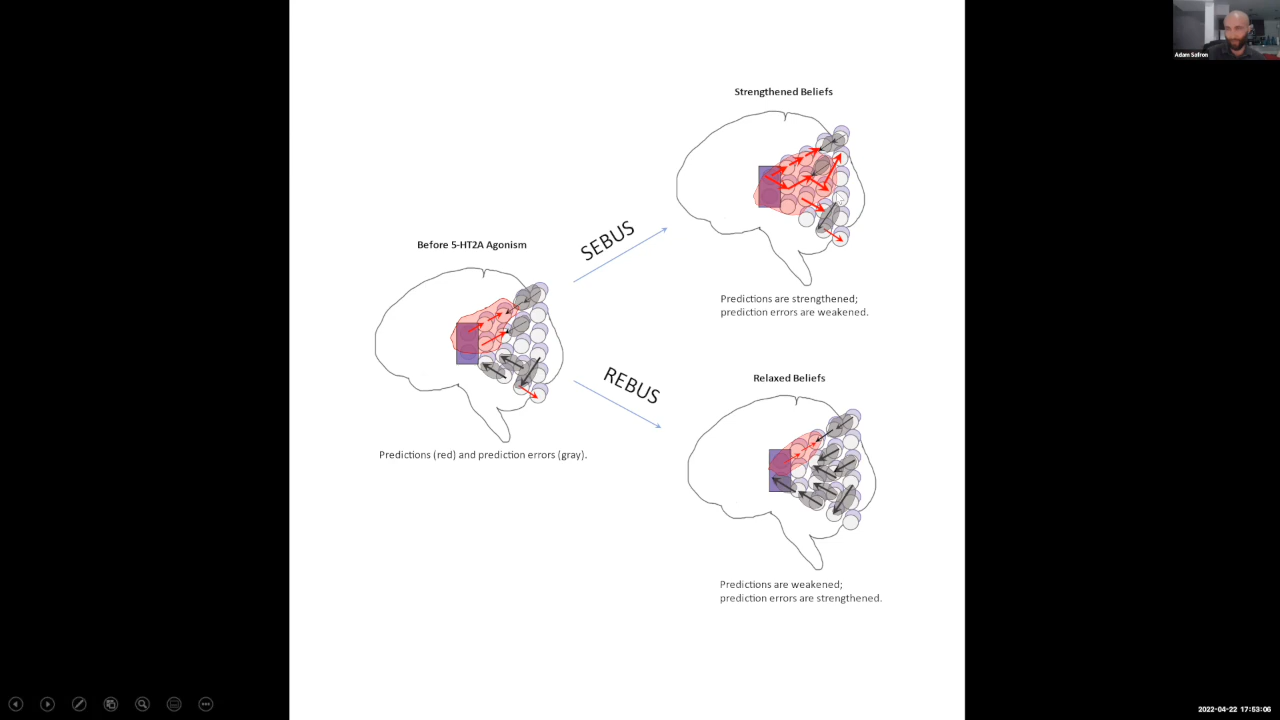 Adam Safron
Strengthened Beliefs
SEBUS
Before 5-HT2A Agonism
Predictions are strengthened;
prediction errors are weakened.
REBUS
Relaxed Beliefs
Predictions (red) and prediction errors (gray).
Predictions are weakened;
prediction errors are strengthened.
2022-04-22 17:53:06